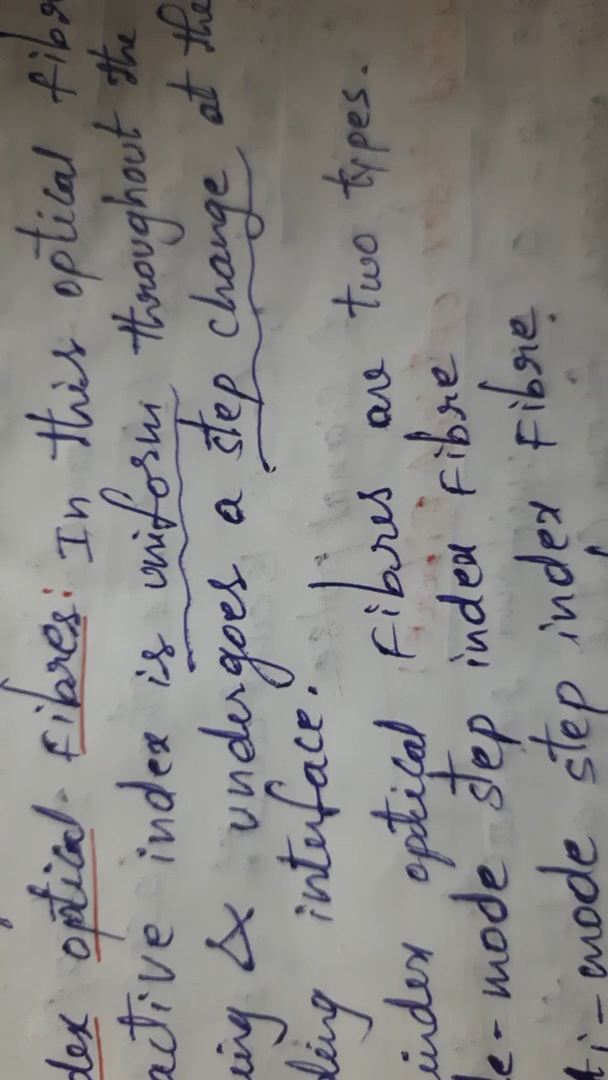 dex optical Fibres: In this optical fibr
active index is uniform throughout the
ing & undergoes a step change at the
ding interface.
index optical Fibres are two types.
e-mode step index Fibre
ti-mode step index Fibre.